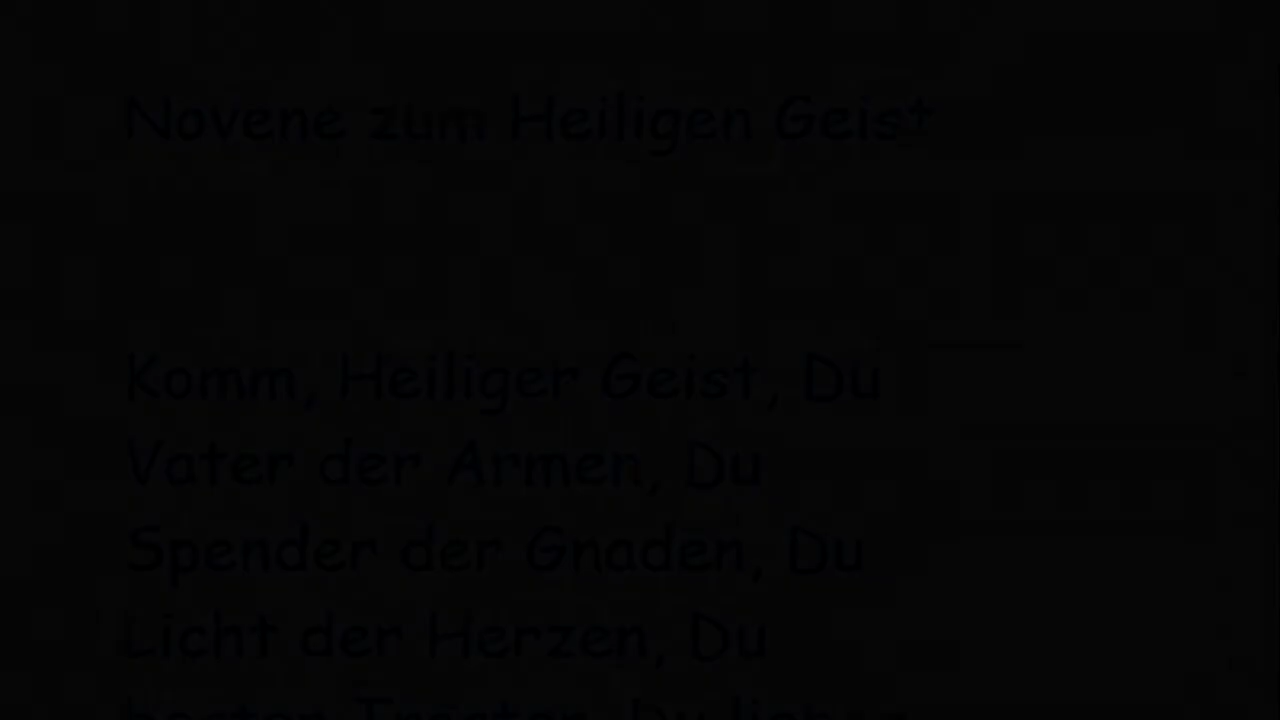 Novene zum Heiligen Geist
Komm, Heiliger Geist, Du
Vater der Armen, Du
Spender der Gnaden, Du
Licht der Herzen, Du